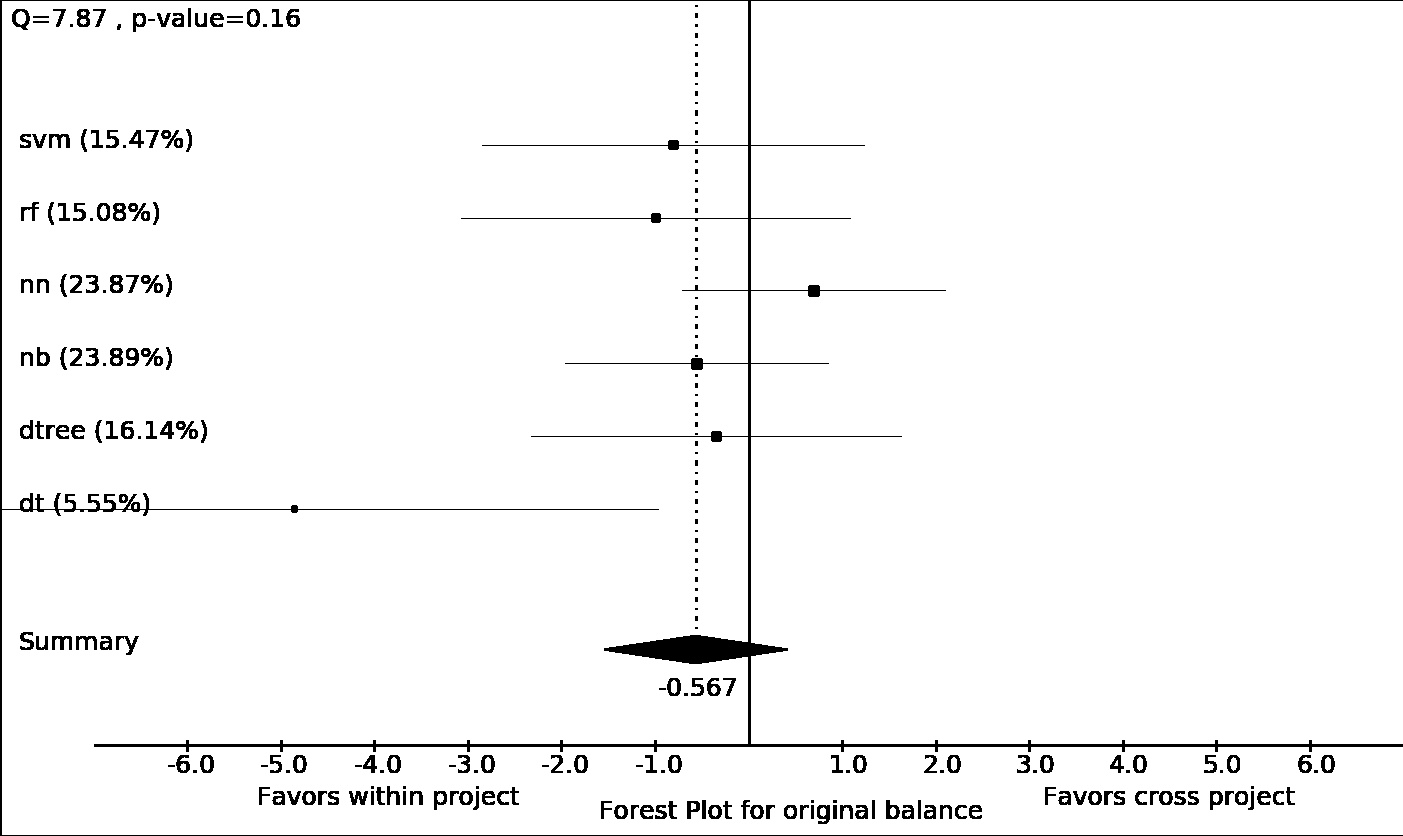 Q=7.87 , p-value=0.16
svm (15.47%)
rf (15.08%)
nn (23.87%)
nb (23.89%)
dtree (16.14%)
dt (5.55%)
Summary
-0.567
-6.0 -5.0 -4.0 -3.0 -2.0 -1.0 1.0 2.0 3.0 4.0 5.0 6.0
Favors within project Forest Plot for original balance Favors cross project